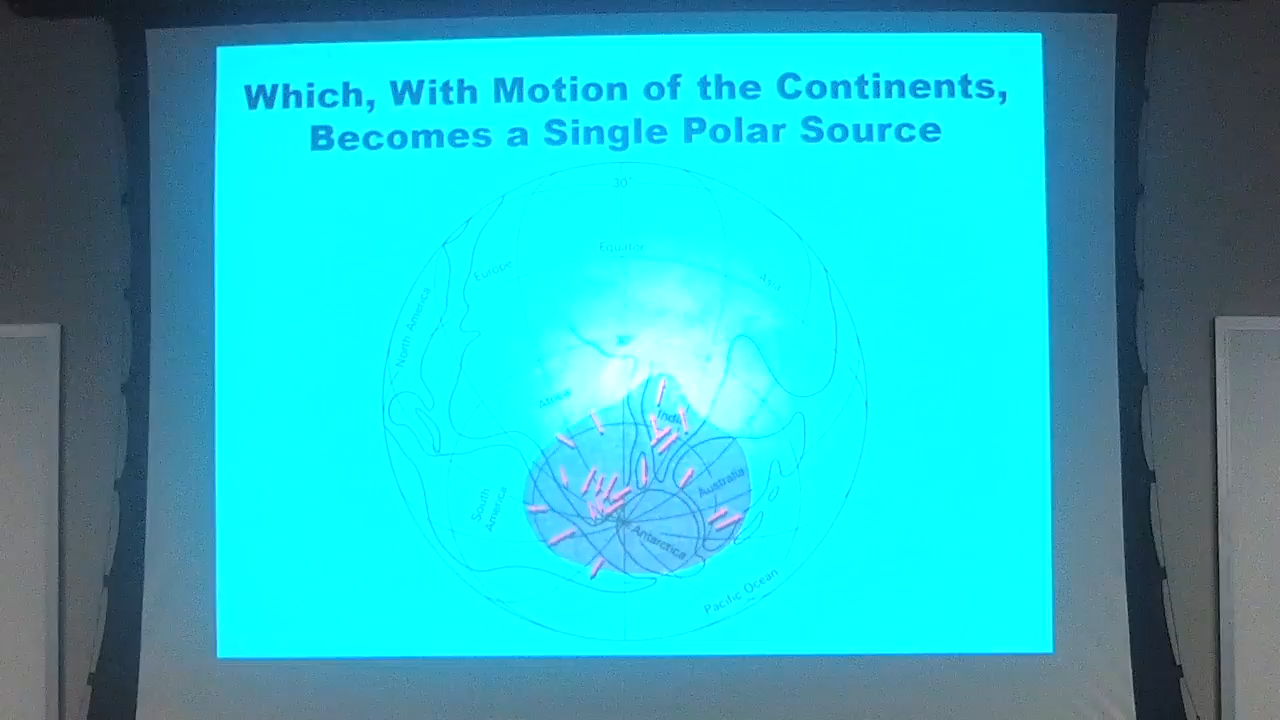 Which, With Motion of the Continents,
Becomes a Single Polar Source
30°
Equator
Europe
Asia
North America
Africa
India
Australia
South
America
Antarctica
Pacific Ocean